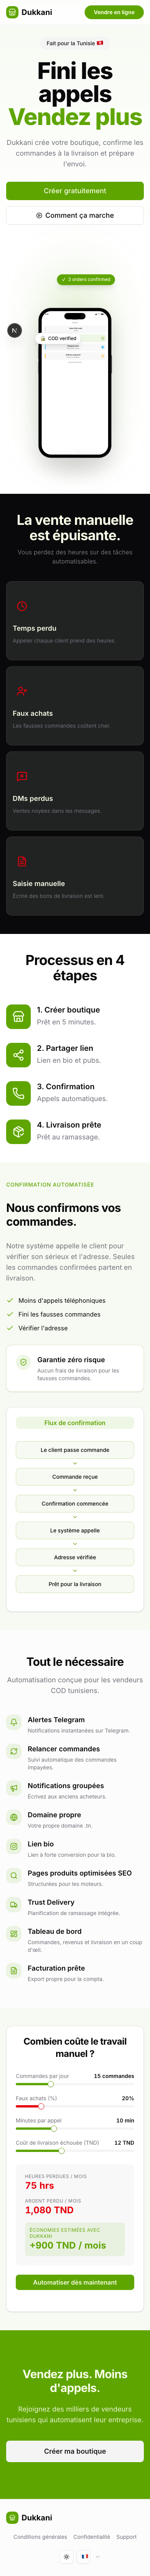 Dukkani
Vendre en ligne
Fait pour la Tunisie
Fini les
appels
Vendez plus
Dukkani crée votre boutique, confirme les
commandes à la livraison et prépare
l'envoi.
Créer gratuitement
Comment ça marche
3 orders confirmed
N
COD verified
La vente manuelle
est épuisante.
Vous perdez des heures sur des tâches
automatisables.
Temps perdu
Appeler chaque client prend des heures.
Faux achats
Les fausses commandes coûtent cher.
DMs perdus
Ventes noyées dans les messages.
Saisie manuelle
Écrire des bons de livraison est lent.
Processus en 4
étapes
1. Créer boutique
Prêt en 5 minutes.
2. Partager lien
Lien en bio et pubs.
3. Confirmation
Appels automatiques.
4. Livraison prête
Prêt au ramassage.
CONFIRMATION AUTOMATISÉE
Nous confirmons vos
commandes.
Notre système appelle le client pour
vérifier son sérieux et l'adresse. Seules
les commandes confirmées partent en
livraison.
Moins d'appels téléphoniques
Fini les fausses commandes
Vérifier l'adresse
Garantie zéro risque
Aucun frais de livraison pour les
fausses commandes.
Flux de confirmation
Le client passe commande
Commande reçue
Confirmation commencée
Le système appelle
Adresse vérifiée
Prêt pour la livraison
Tout le nécessaire
Automatisation conçue pour les vendeurs
COD tunisiens.
Alertes Telegram
Notifications instantanées sur Telegram.
Relancer commandes
Suivi automatique des commandes
impayées.
Notifications groupées
Écrivez aux anciens acheteurs.
Domaine propre
Votre propre domaine .tn.
Lien bio
Lien à forte conversion pour la bio.
Pages produits optimisées SEO
Structurées pour les moteurs.
Trust Delivery
Planification de ramassage intégrée.
Tableau de bord
Commandes, revenus et livraison en un coup
d'œil.
Facturation prête
Export propre pour la compta.
Combien coûte le travail
manuel ?
Commandes par jour
15 commandes
Faux achats (%)
20%
Minutes par appel
10 min
Coût de livraison échouée (TND)
12 TND
HEURES PERDUES / MOIS
75 hrs
ARGENT PERDU / MOIS
1,080 TND
ÉCONOMIES ESTIMÉES AVEC
DUKKANI
+900 TND / mois
Automatiser dès maintenant
Vendez plus. Moins
d'appels.
Rejoignez des milliers de vendeurs
tunisiens qui automatisent leur entreprise.
Créer ma boutique
Dukkani
Conditions générales
Confidentialité
Support